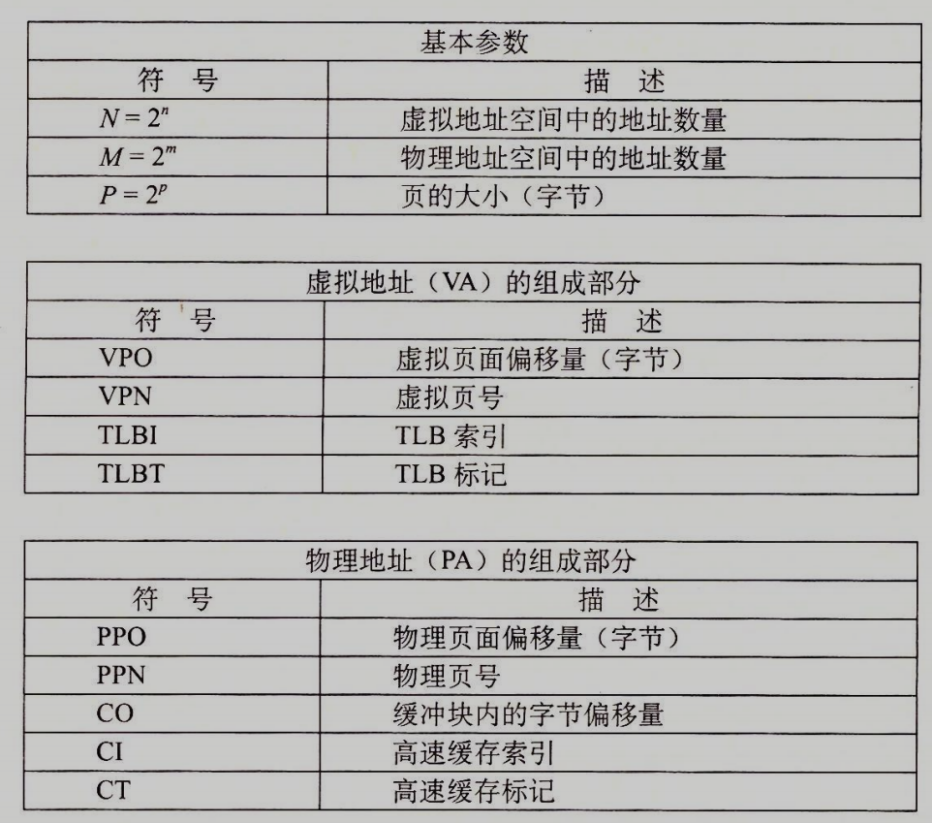 基本参数
符 号 描 述
N = 2ⁿ 虚拟地址空间中的地址数量
M = 2ᵐ 物理地址空间中的地址数量
P = 2ᵖ 页的大小（字节）
虚拟地址（VA）的组成部分
符 号 描 述
VPO 虚拟页面偏移量（字节）
VPN 虚拟页号
TLBI TLB 索引
TLBT TLB 标记
物理地址（PA）的组成部分
符 号 描 述
PPO 物理页面偏移量（字节）
PPN 物理页号
CO 缓冲块内的字节偏移量
CI 高速缓存索引
CT 高速缓存标记